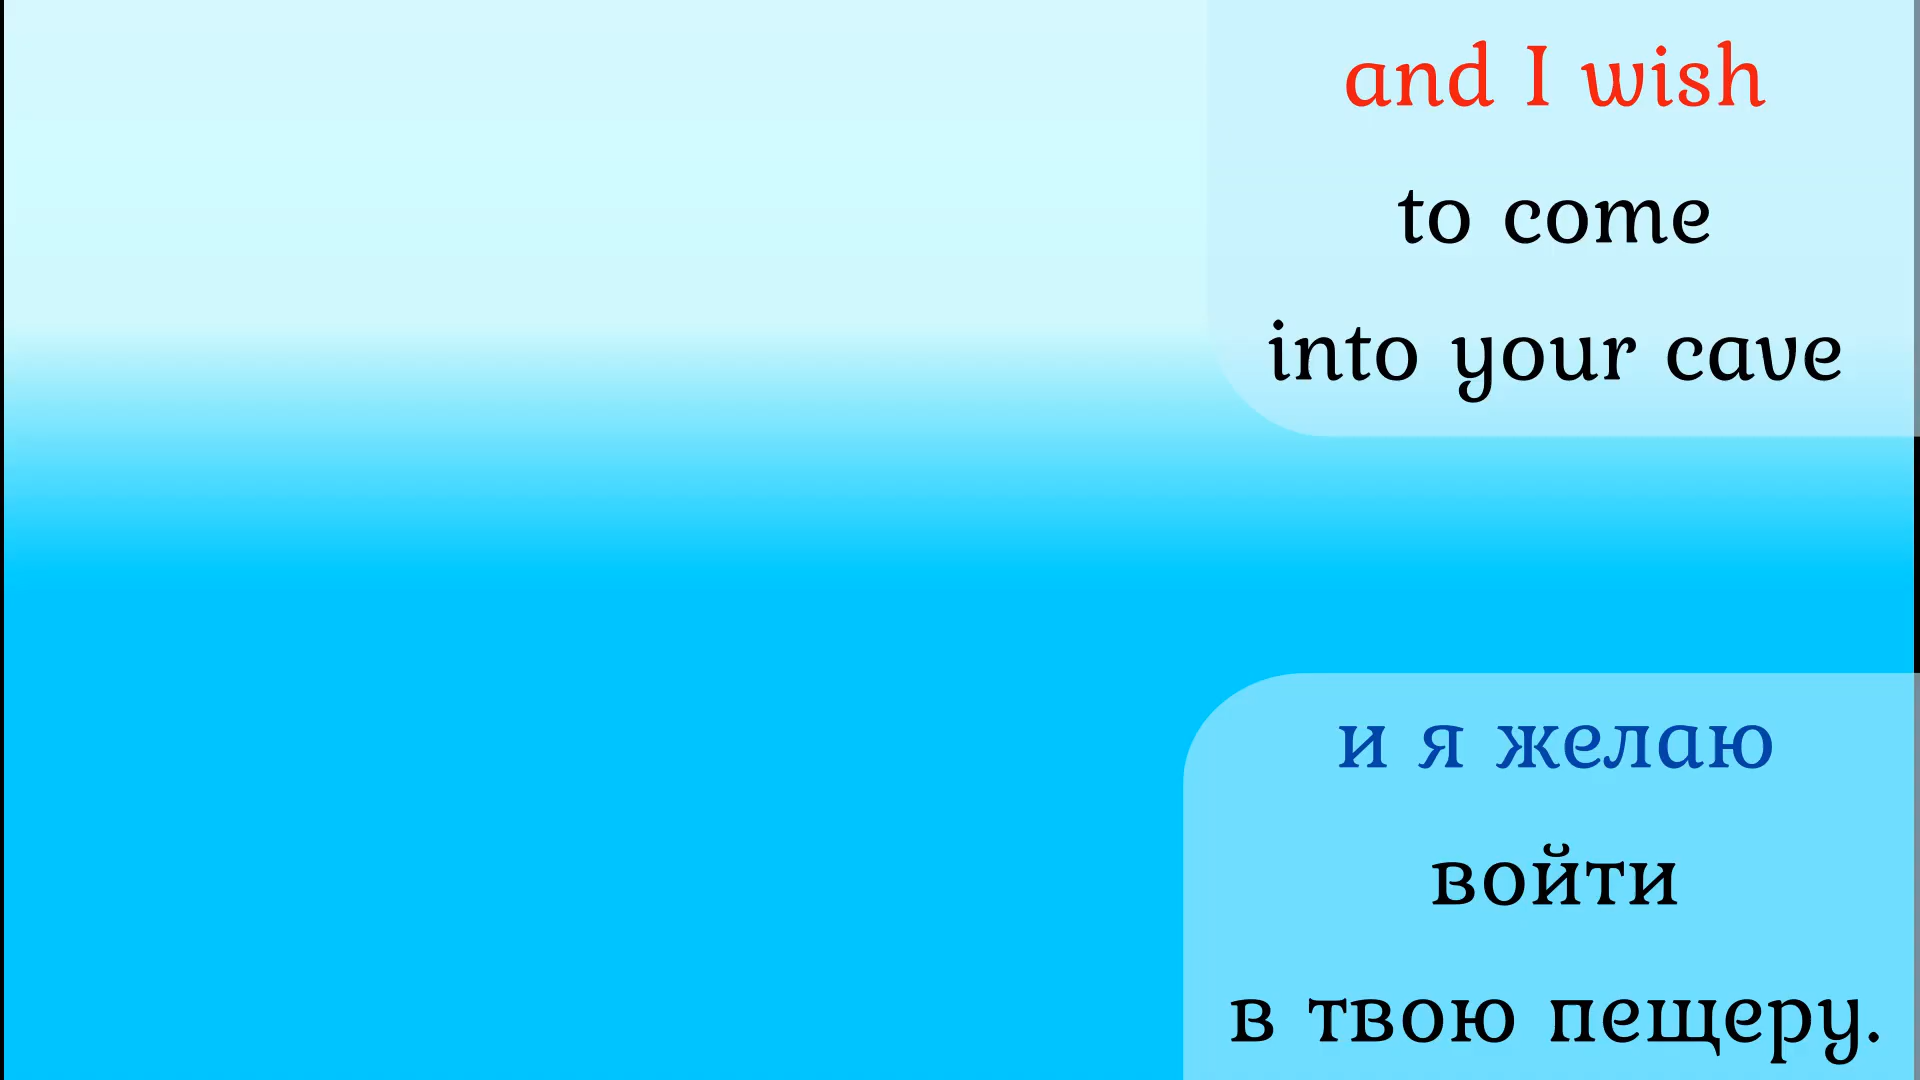 and I wish
to come
into your cave
и я желаю
войти
в твою пещеру.